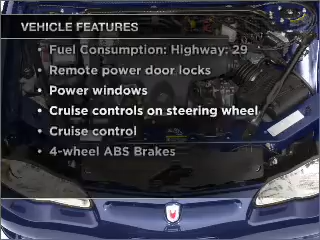 VEHICLE FEATURES
• Fuel Consumption: Highway: 29
• Remote power door locks
• Power windows
• Cruise controls on steering wheel
• Cruise control
• 4-wheel ABS Brakes